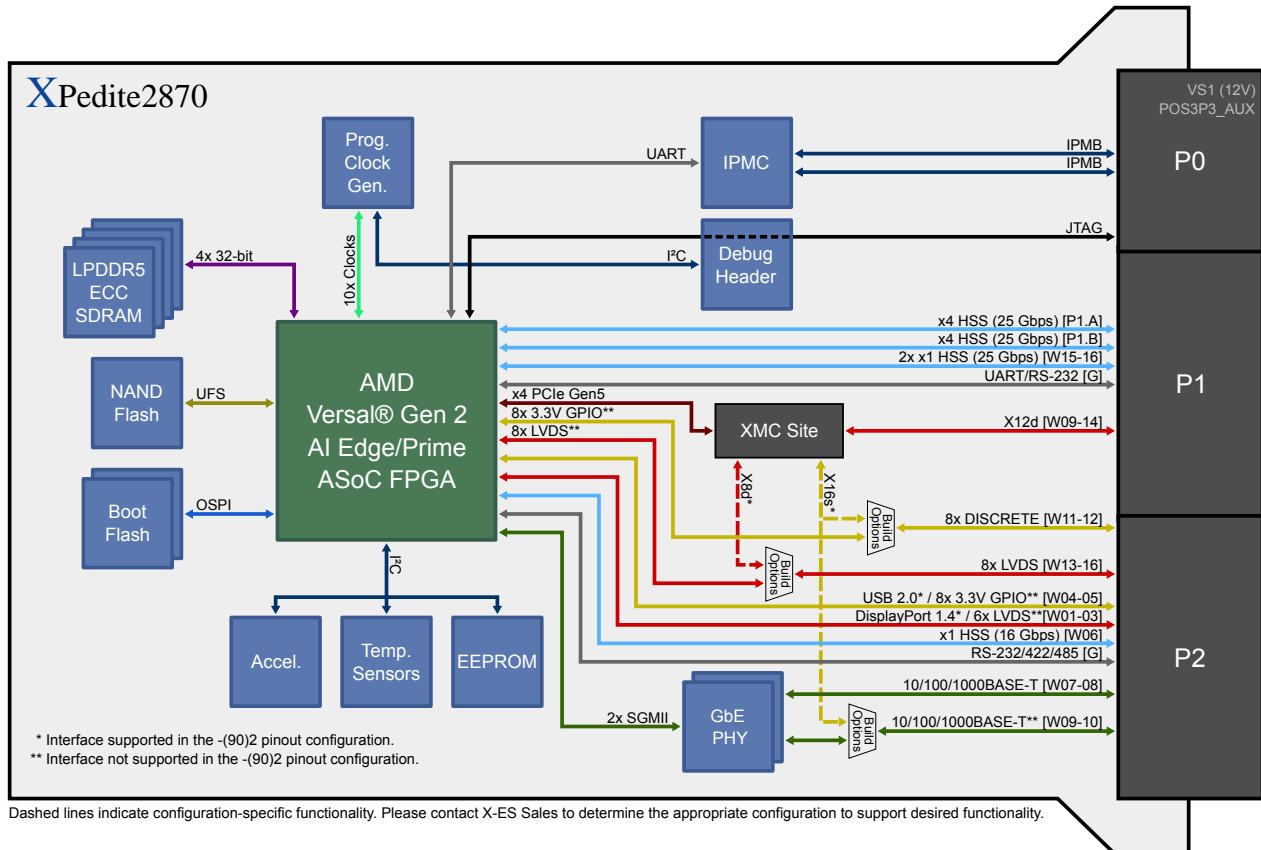 XPedite2870
VS1 (12V)
POS3P3_AUX
P0
Prog.
Clock
Gen.
UART
IPMC
IPMB
IPMB
JTAG
LPDDR5
ECC
SDRAM
4x 32-bit
10x Clocks
I²C
Debug
Header
x4 HSS (25 Gbps) [P1.A]
x4 HSS (25 Gbps) [P1.B]
2x x1 HSS (25 Gbps) [W15-16]
UART/RS-232 [G]
P1
NAND
Flash
UFS
AMD
Versal® Gen 2
AI Edge/Prime
ASoC FPGA
x4 PCIe Gen5
8x 3.3V GPIO**
8x LVDS**
XMC Site
X12d [W09-14]
X8d*
X16s*
Boot
Flash
OSPI
Build
Options
8x DISCRETE [W11-12]
Build
Options
8x LVDS [W13-16]
I²C
USB 2.0* / 8x 3.3V GPIO** [W04-05]
DisplayPort 1.4* / 6x LVDS**[W01-03]
x1 HSS (16 Gbps) [W06]
RS-232/422/485 [G]
P2
Accel.
Temp.
Sensors
EEPROM
2x SGMII
GbE
PHY
10/100/1000BASE-T [W07-08]
Build
Options
10/100/1000BASE-T** [W09-10]
* Interface supported in the -(90)2 pinout configuration.
** Interface not supported in the -(90)2 pinout configuration.
Dashed lines indicate configuration-specific functionality. Please contact X-ES Sales to determine the appropriate configuration to support desired functionality.